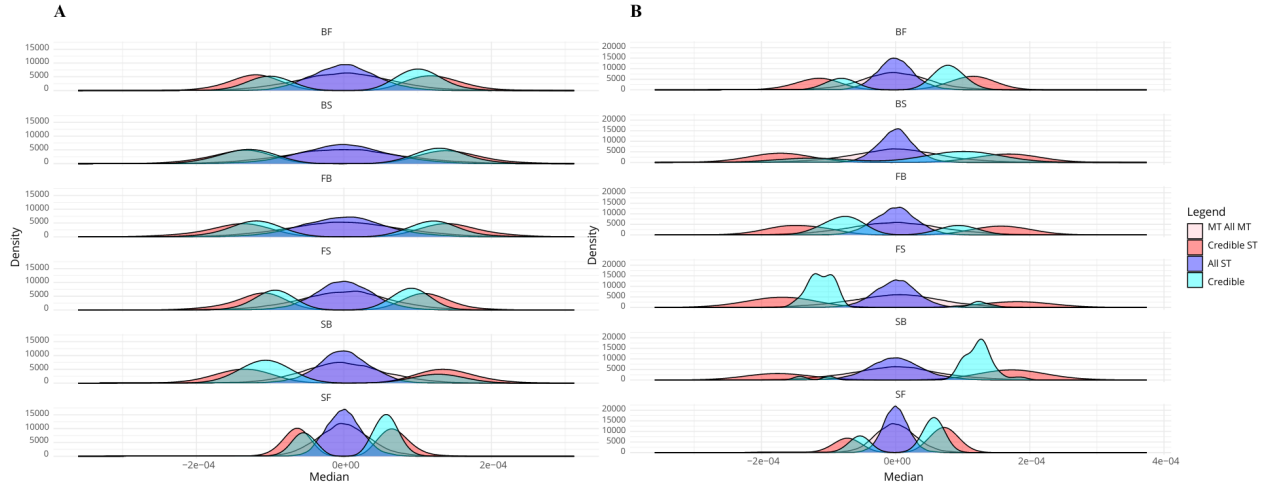 A
BF
15000
10000
5000
0
BS
15000
10000
5000
0
FB
15000
10000
5000
0
FS
15000
10000
5000
0
SB
15000
10000
5000
0
SF
15000
10000
5000
0
Density
−2e−04
0e+00
2e−04
Median
B
BF
20000
15000
10000
5000
0
BS
20000
15000
10000
5000
0
FB
20000
15000
10000
5000
0
FS
20000
15000
10000
5000
0
SB
20000
15000
10000
5000
0
SF
20000
15000
10000
5000
0
Density
−2e−04
0e+00
2e−04
4e−04
Median
Legend
MT All MT
Credible ST
All ST
Credible